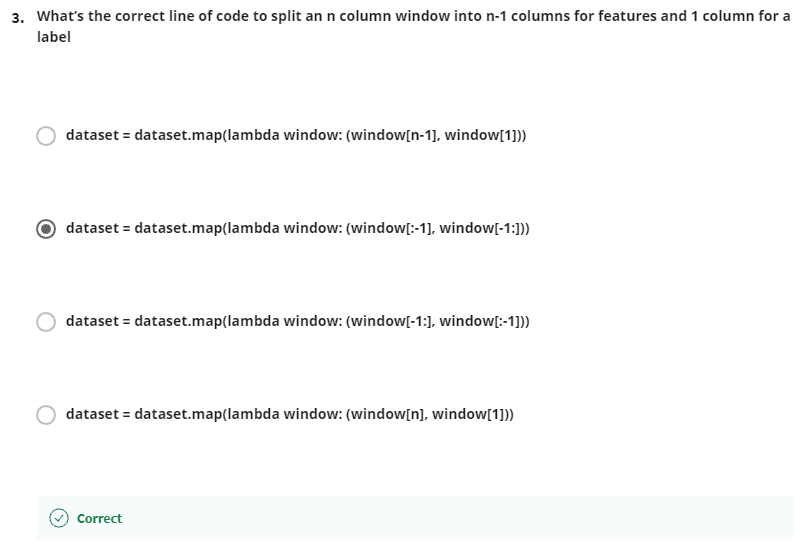 3. What's the correct line of code to split an n column window into n-1 columns for features and 1 column for a
label
dataset = dataset.map(lambda window: (window[n-1], window[1]))
dataset = dataset.map(lambda window: (window[:-1], window[-1:]))
dataset = dataset.map(lambda window: (window[-1:], window[:-1]))
dataset = dataset.map(lambda window: (window[n], window[1]))
Correct